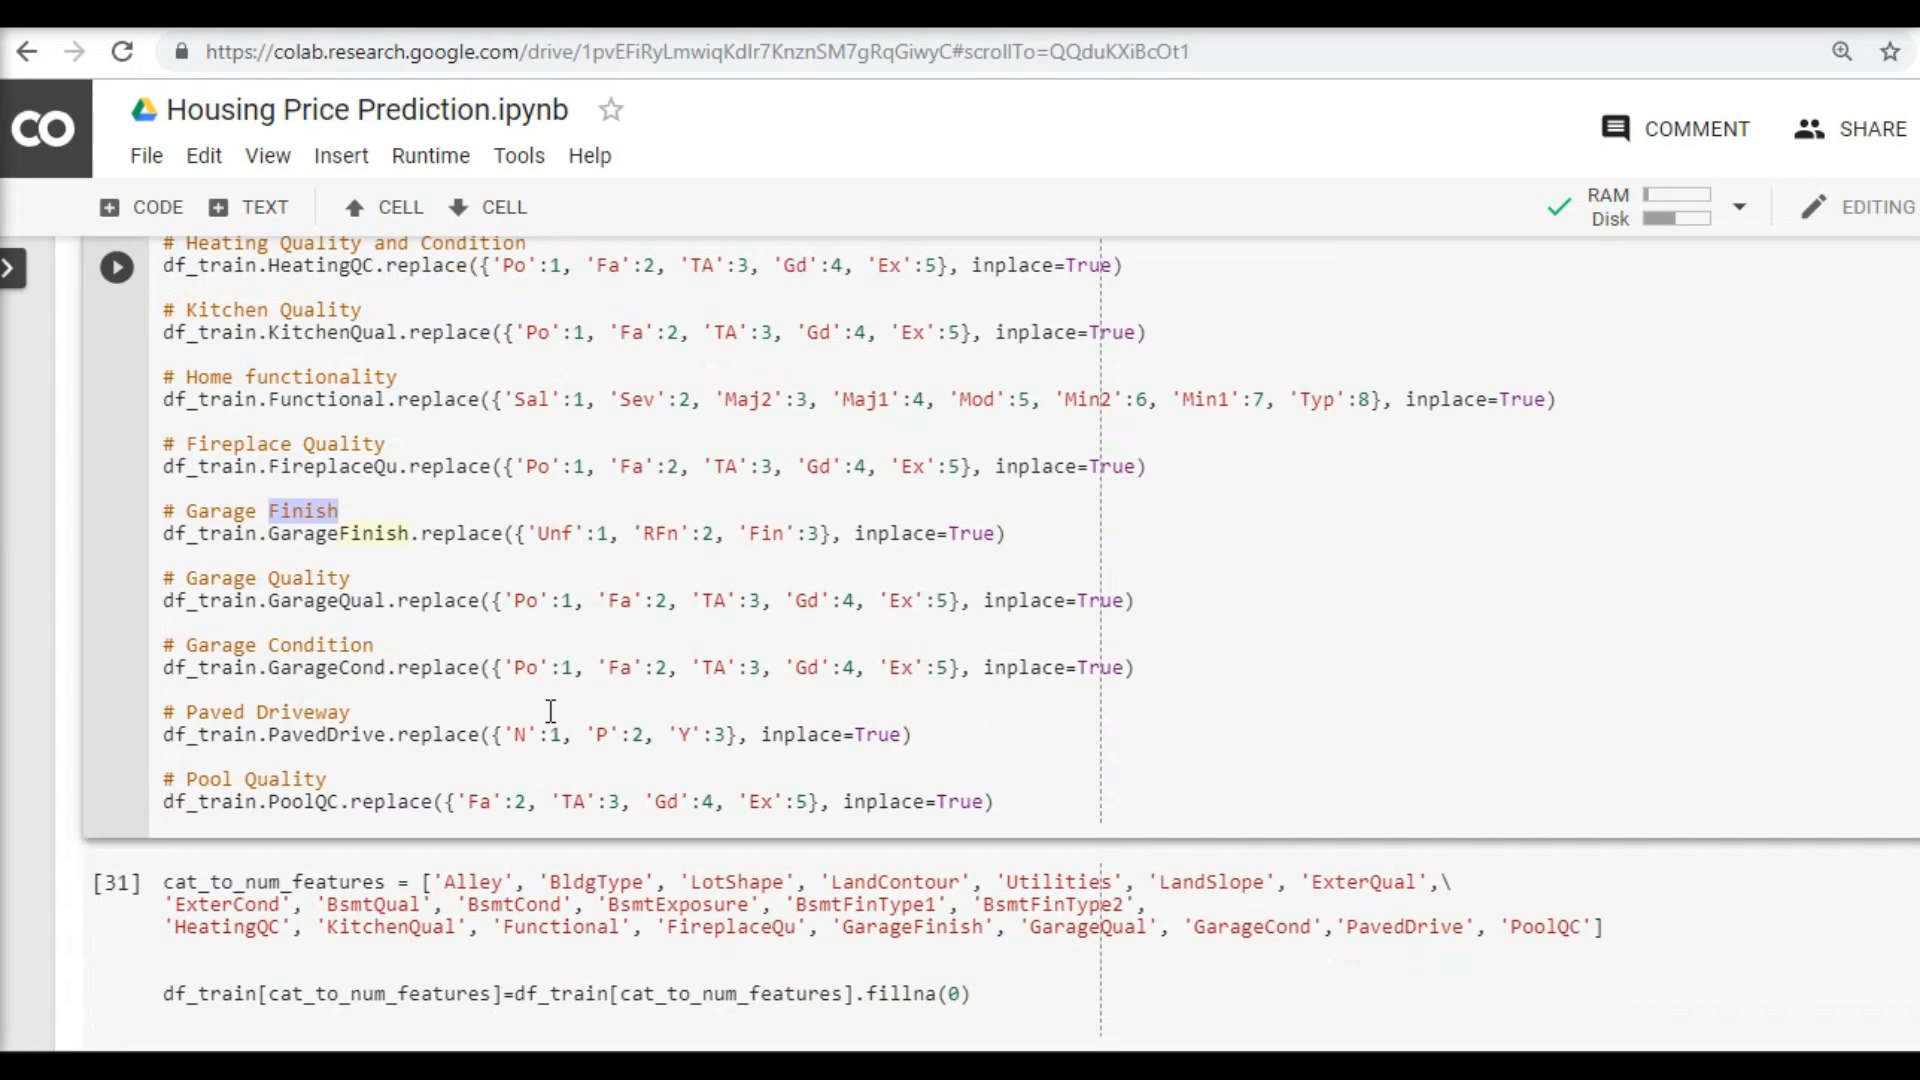 https://colab.research.google.com/drive/1pvEFiRyLmwiqKdIr7KnznSM7gRqGiwyC#scrollTo=QQduKXiBcOt1
CO
Housing Price Prediction.ipynb
COMMENT
SHARE
File Edit View Insert Runtime Tools Help
CODE TEXT CELL CELL
RAM
Disk
EDITING
# Heating Quality and Condition
df_train.HeatingQC.replace({'Po':1, 'Fa':2, 'TA':3, 'Gd':4, 'Ex':5}, inplace=True)
# Kitchen Quality
df_train.KitchenQual.replace({'Po':1, 'Fa':2, 'TA':3, 'Gd':4, 'Ex':5}, inplace=True)
# Home functionality
df_train.Functional.replace({'Sal':1, 'Sev':2, 'Maj2':3, 'Maj1':4, 'Mod':5, 'Min2':6, 'Min1':7, 'Typ':8}, inplace=True)
# Fireplace Quality
df_train.FireplaceQu.replace({'Po':1, 'Fa':2, 'TA':3, 'Gd':4, 'Ex':5}, inplace=True)
# Garage Finish
df_train.GarageFinish.replace({'Unf':1, 'RFn':2, 'Fin':3}, inplace=True)
# Garage Quality
df_train.GarageQual.replace({'Po':1, 'Fa':2, 'TA':3, 'Gd':4, 'Ex':5}, inplace=True)
# Garage Condition
df_train.GarageCond.replace({'Po':1, 'Fa':2, 'TA':3, 'Gd':4, 'Ex':5}, inplace=True)
# Paved Driveway
df_train.PavedDrive.replace({'N':1, 'P':2, 'Y':3}, inplace=True)
# Pool Quality
df_train.PoolQC.replace({'Fa':2, 'TA':3, 'Gd':4, 'Ex':5}, inplace=True)
[31] cat_to_num_features = ['Alley', 'BldgType', 'LotShape', 'LandContour', 'Utilities', 'LandSlope', 'ExterQual',\
'ExterCond', 'BsmtQual', 'BsmtCond', 'BsmtExposure', 'BsmtFinType1', 'BsmtFinType2',
'HeatingQC', 'KitchenQual', 'Functional', 'FireplaceQu', 'GarageFinish', 'GarageQual', 'GarageCond','PavedDrive', 'PoolQC']
df_train[cat_to_num_features]=df_train[cat_to_num_features].fillna(0)